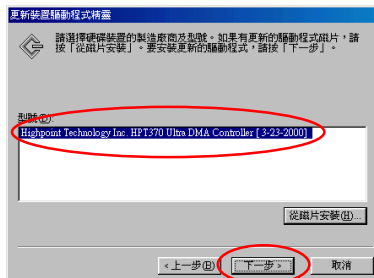 更新裝置驅動程式精靈
請選擇硬碟裝置的製造廠商及型號。如果有更新的驅動程式磁片，請
按「從磁片安裝」。要安裝更新的驅動程式，請按「下一步」。
型號(D):
Highpoint Technology Inc. HPT370 Ultra DMA Controller [ 3-23-2000]
從磁片安裝(H)...
<上一步(B) 下一步> 取消